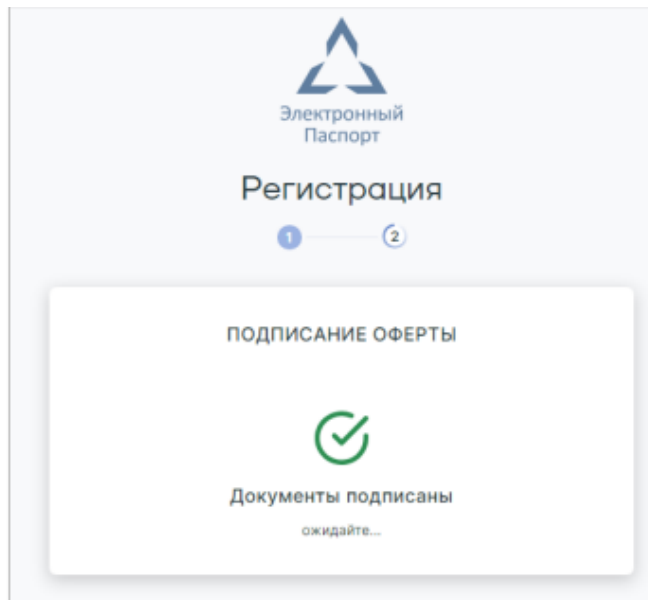 Электронный
Паспорт
Регистрация
1 2
ПОДПИСАНИЕ ОФЕРТЫ
Документы подписаны
ожидайте...